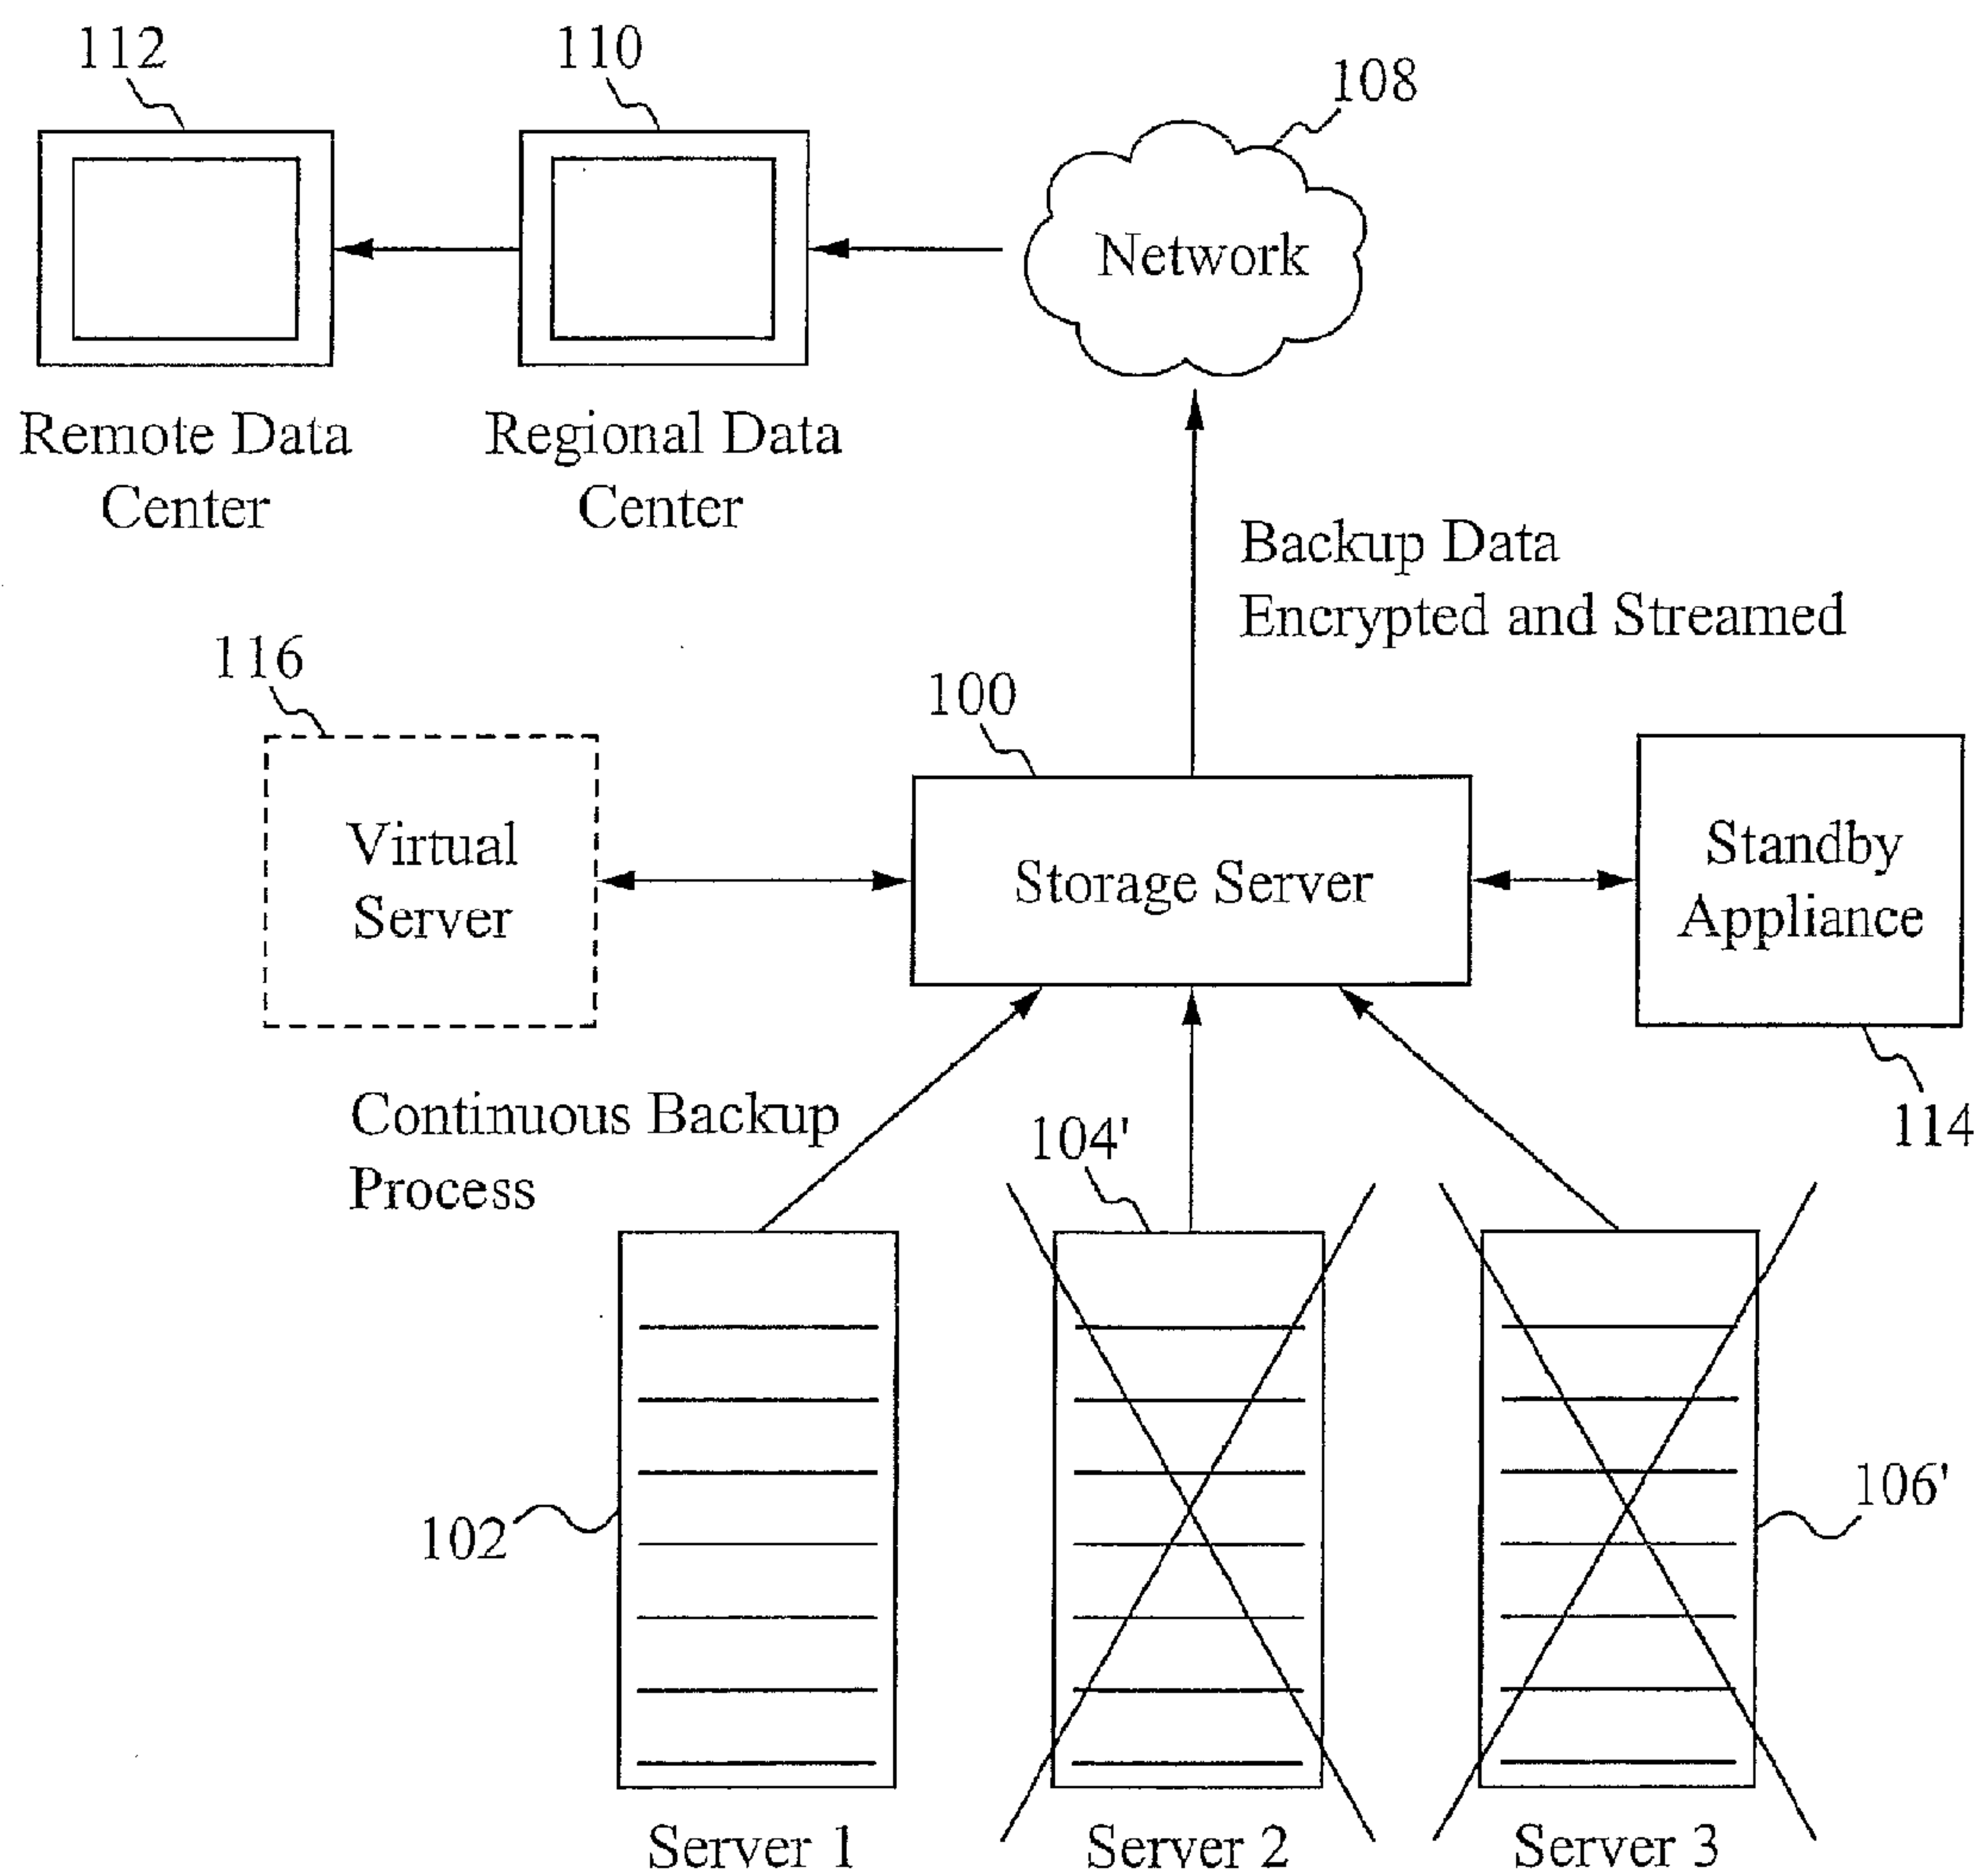 112
110
108
Network
Remote Data
Center
Regional Data
Center
Backup Data
Encrypted and Streamed
116
100
Virtual
Server
Storage Server
Standby
Appliance
114
Continuous Backup
Process
104'
102
106'
Server 1
Server 2
Server 3